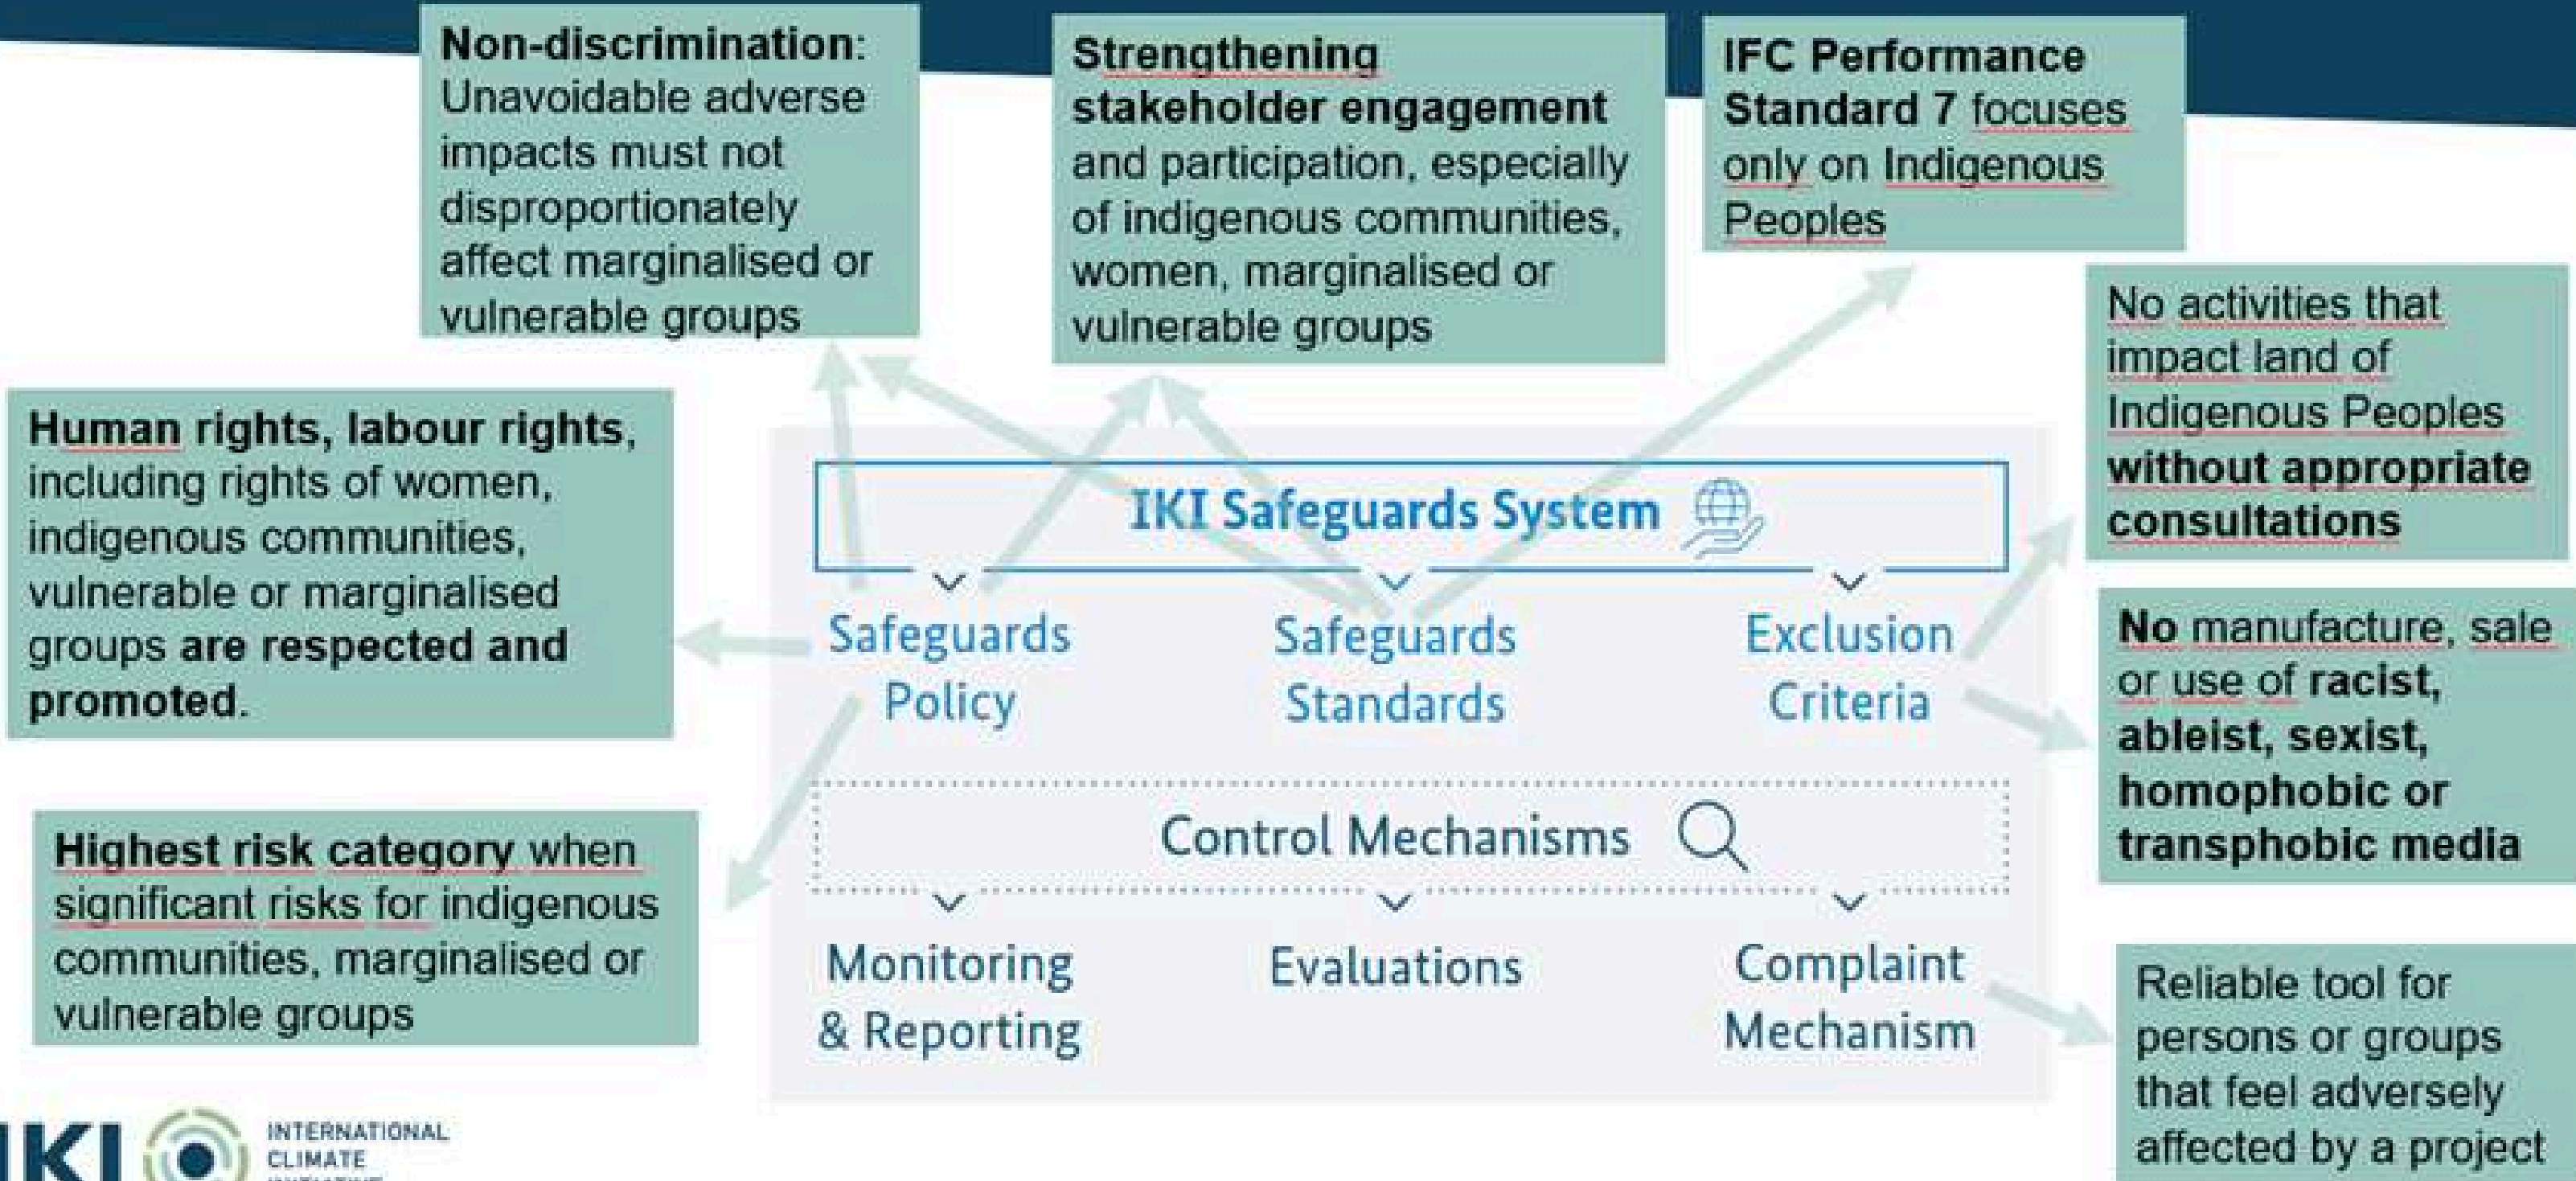 Non-discrimination:
Unavoidable adverse
impacts must not
disproportionately
affect marginalised or
vulnerable groups
Strengthening
stakeholder engagement
and participation, especially
of indigenous communities,
women, marginalised or
vulnerable groups
IFC Performance
Standard 7 focuses
only on Indigenous
Peoples
No activities that
impact land of
Indigenous Peoples
without appropriate
consultations
Human rights, labour rights,
including rights of women,
indigenous communities,
vulnerable or marginalised
groups are respected and
promoted.
IKI Safeguards System
Safeguards
Policy
Safeguards
Standards
Exclusion
Criteria
No manufacture, sale
or use of racist,
ableist, sexist,
homophobic or
transphobic media
Highest risk category when
significant risks for indigenous
communities, marginalised or
vulnerable groups
Control Mechanisms
Monitoring
& Reporting
Evaluations
Complaint
Mechanism
Reliable tool for
persons or groups
that feel adversely
affected by a project
IKI
INTERNATIONAL
CLIMATE